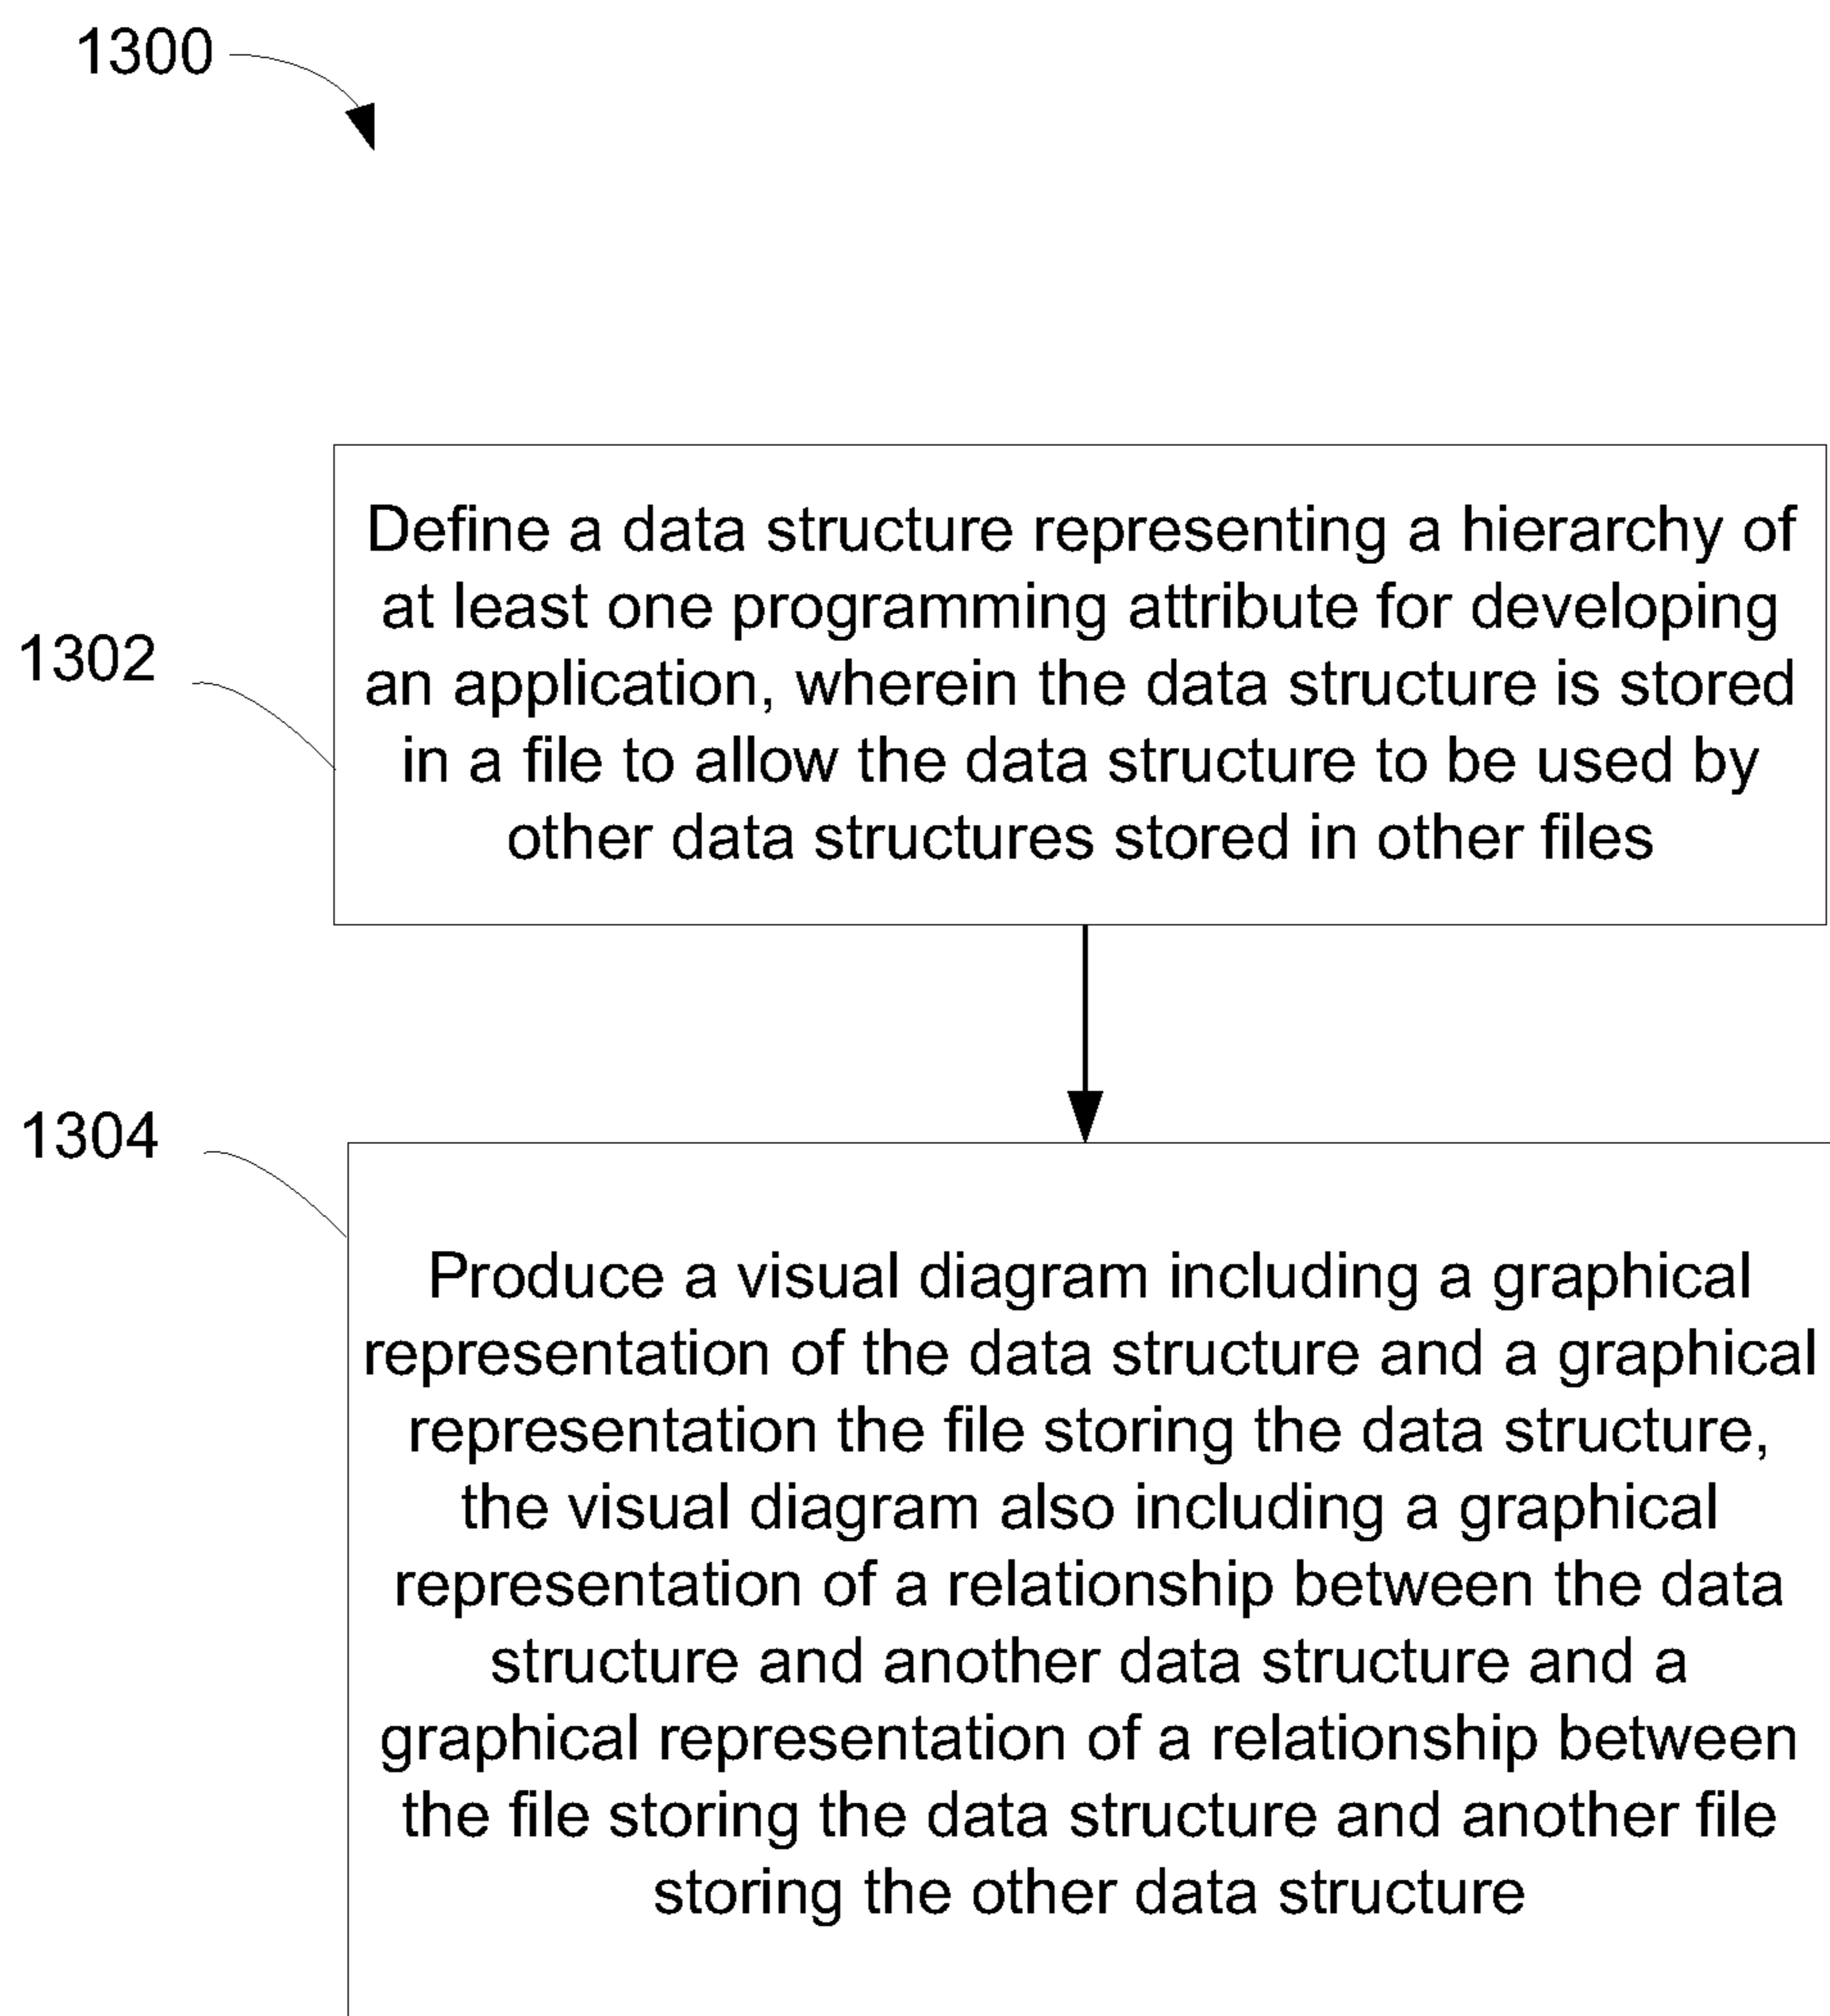 1300
Define a data structure representing a hierarchy of
at least one programming attribute for developing
an application, wherein the data structure is stored
in a file to allow the data structure to be used by
other data structures stored in other files
1302
1304
Produce a visual diagram including a graphical
representation of the data structure and a graphical
representation the file storing the data structure,
the visual diagram also including a graphical
representation of a relationship between the data
structure and another data structure and a
graphical representation of a relationship between
the file storing the data structure and another file
storing the other data structure